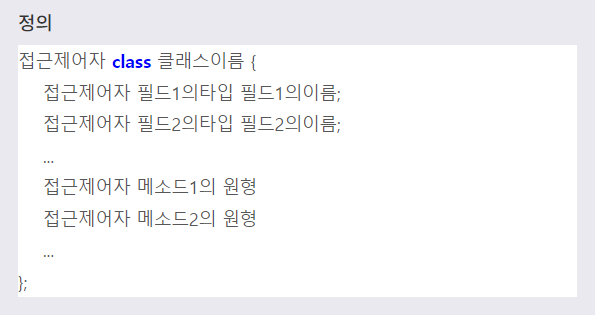 정의
접근제어자 class 클래스이름 {
접근제어자 필드1의타입 필드1의이름;
접근제어자 필드2의타입 필드2의이름;
...
접근제어자 메소드1의 원형
접근제어자 메소드2의 원형
...
};